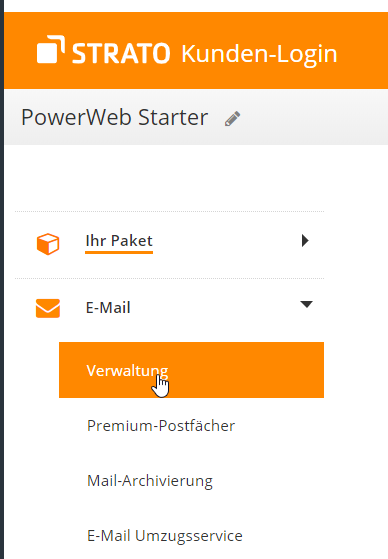 STRATO Kunden-Login
PowerWeb Starter
Ihr Paket
E-Mail
Verwaltung
Premium-Postfächer
Mail-Archivierung
E-Mail Umzugsservice